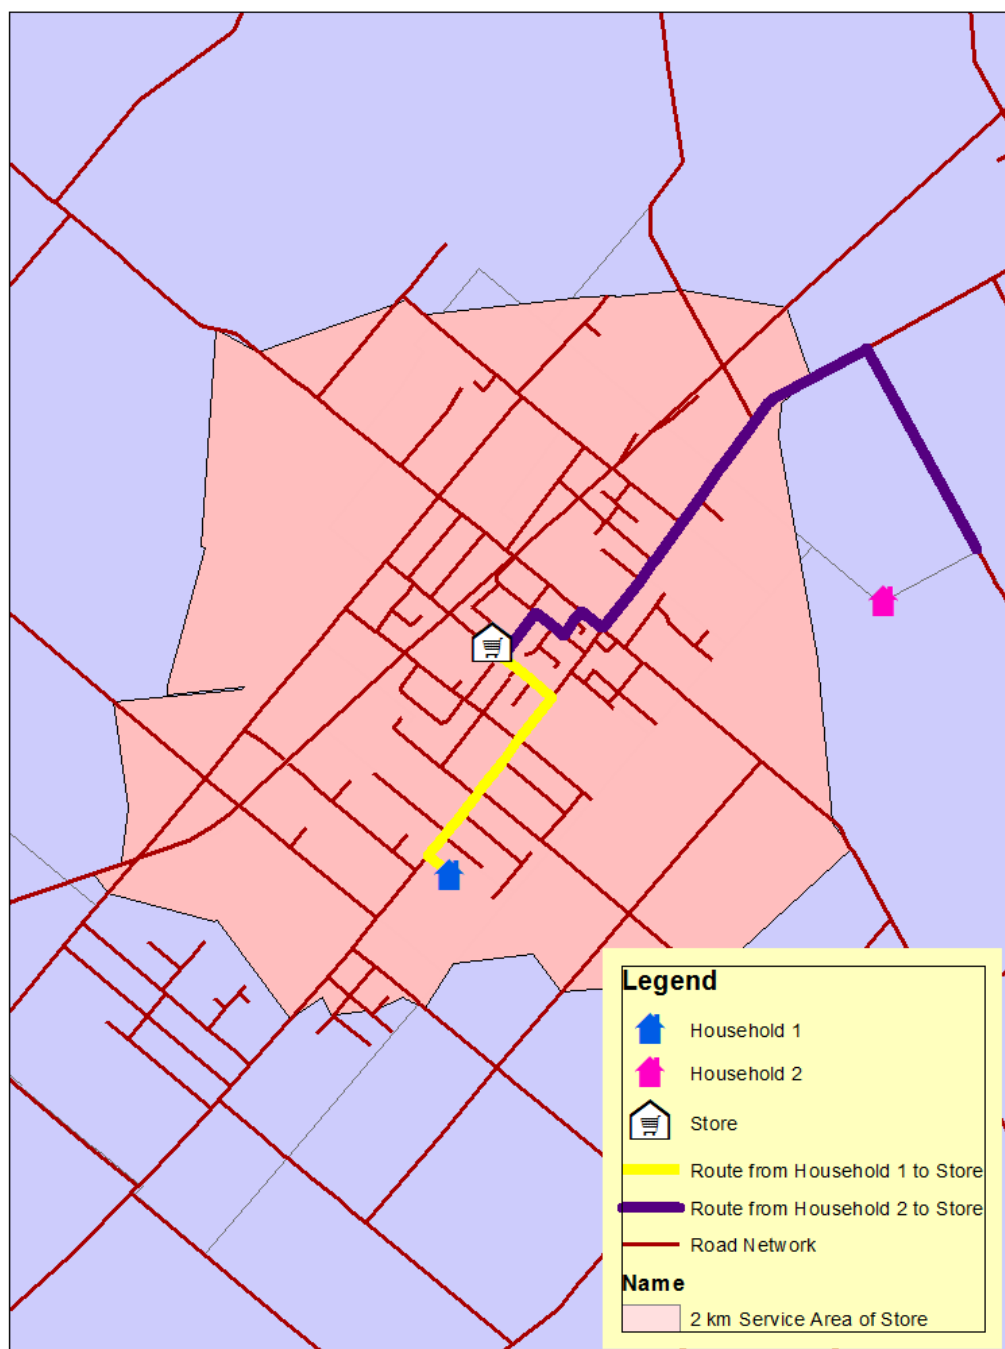 Legend
Household 1
Household 2
Store
Route from Household 1 to Store
Route from Household 2 to Store
Road Network
Name
2 km Service Area of Store